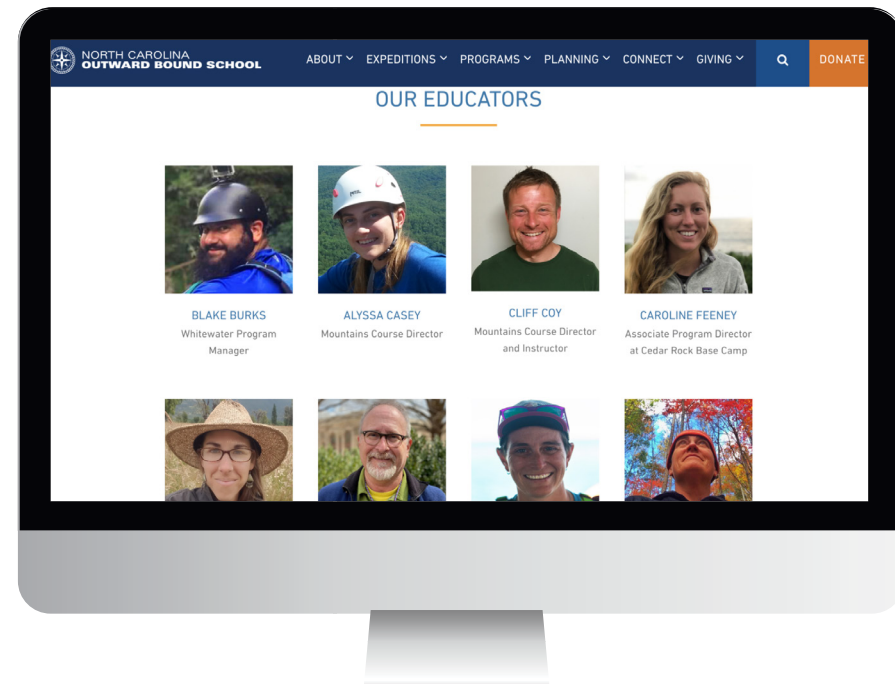 NORTH CAROLINA
OUTWARD BOUND SCHOOL
ABOUT EXPEDITIONS PROGRAMS PLANNING CONNECT GIVING
DONATE
OUR EDUCATORS
BLAKE BURKS
Whitewater Program
Manager
ALYSSA CASEY
Mountains Course Director
CLIFF COY
Mountains Course Director
and Instructor
CAROLINE FEENEY
Associate Program Director
at Cedar Rock Base Camp